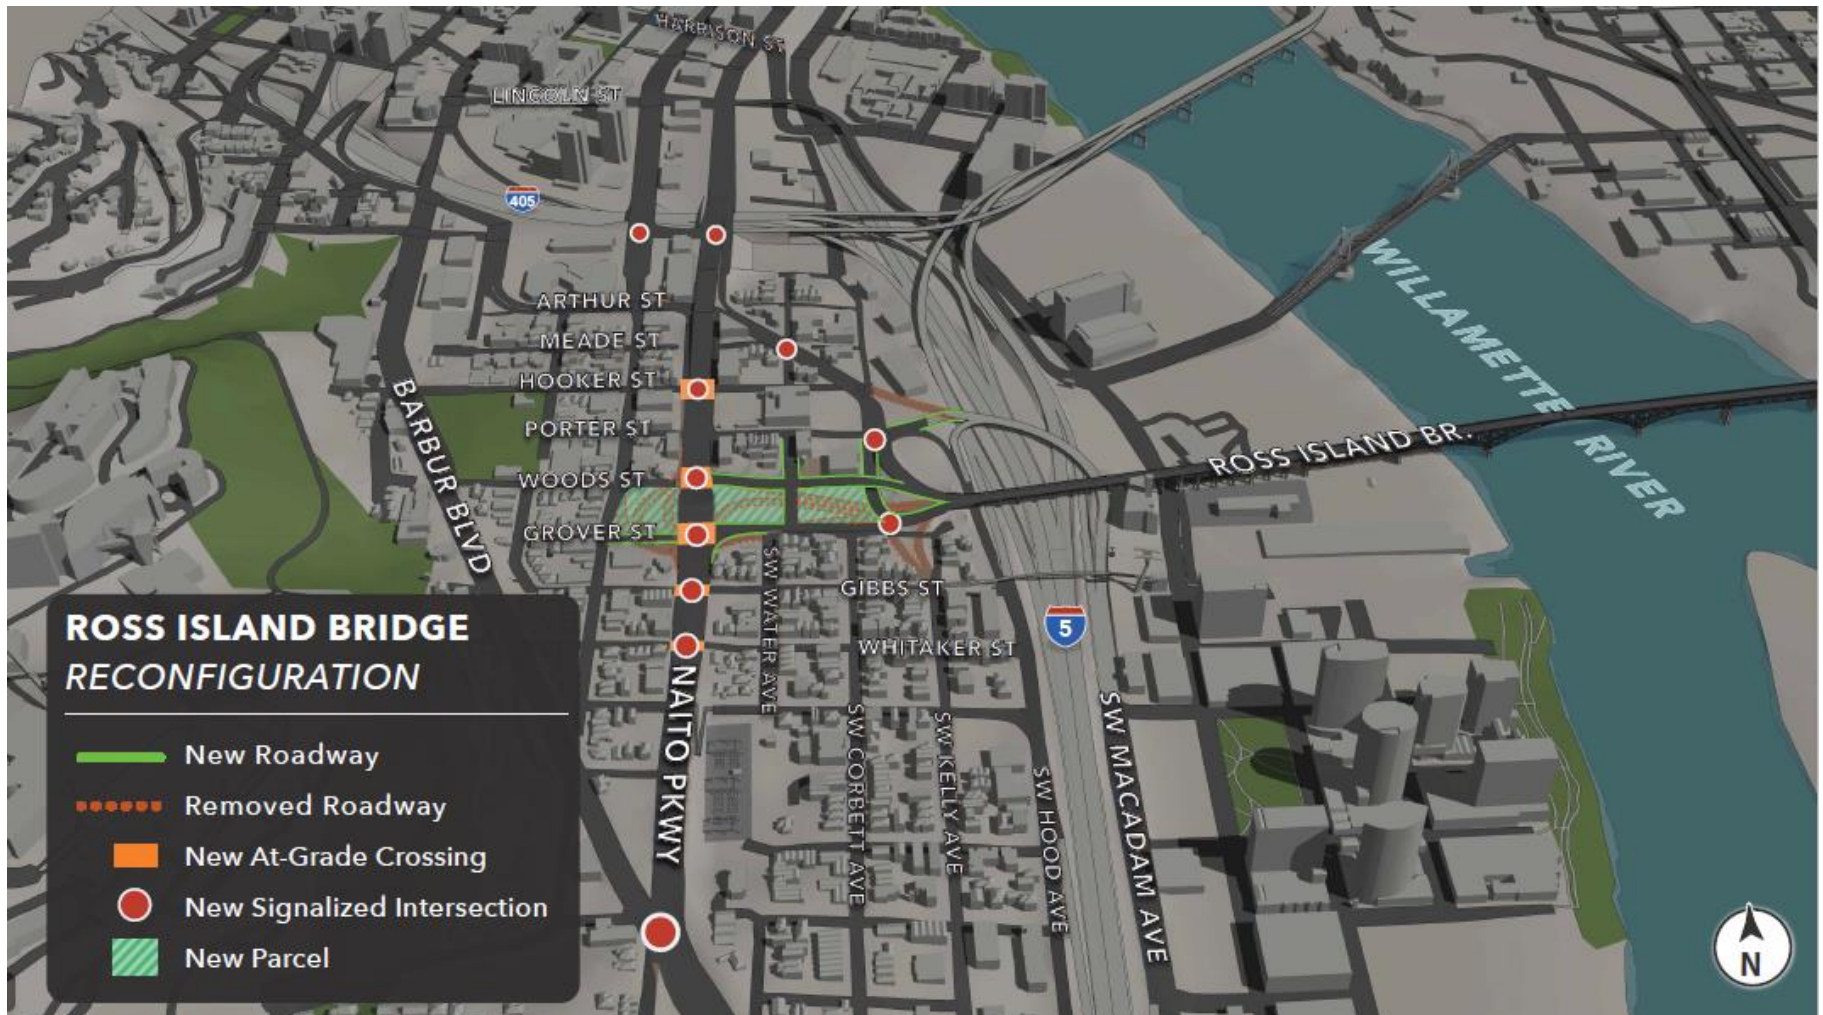 HARRISON ST
LINCOLN ST
405
ARTHUR ST
MEADE ST
HOOKER ST
PORTER ST
WOODS ST
GROVER ST
BARBUR BLVD
NAITO PKWY
SW WATER AVE
GIBBS ST
WHITAKER ST
SW CORBETT AVE
SW KELLY AVE
SW HOOD AVE
5
SW MACADAM AVE
ROSS ISLAND BR.
WILLAMETTE RIVER
ROSS ISLAND BRIDGE
RECONFIGURATION
New Roadway
Removed Roadway
New At-Grade Crossing
New Signalized Intersection
New Parcel
N